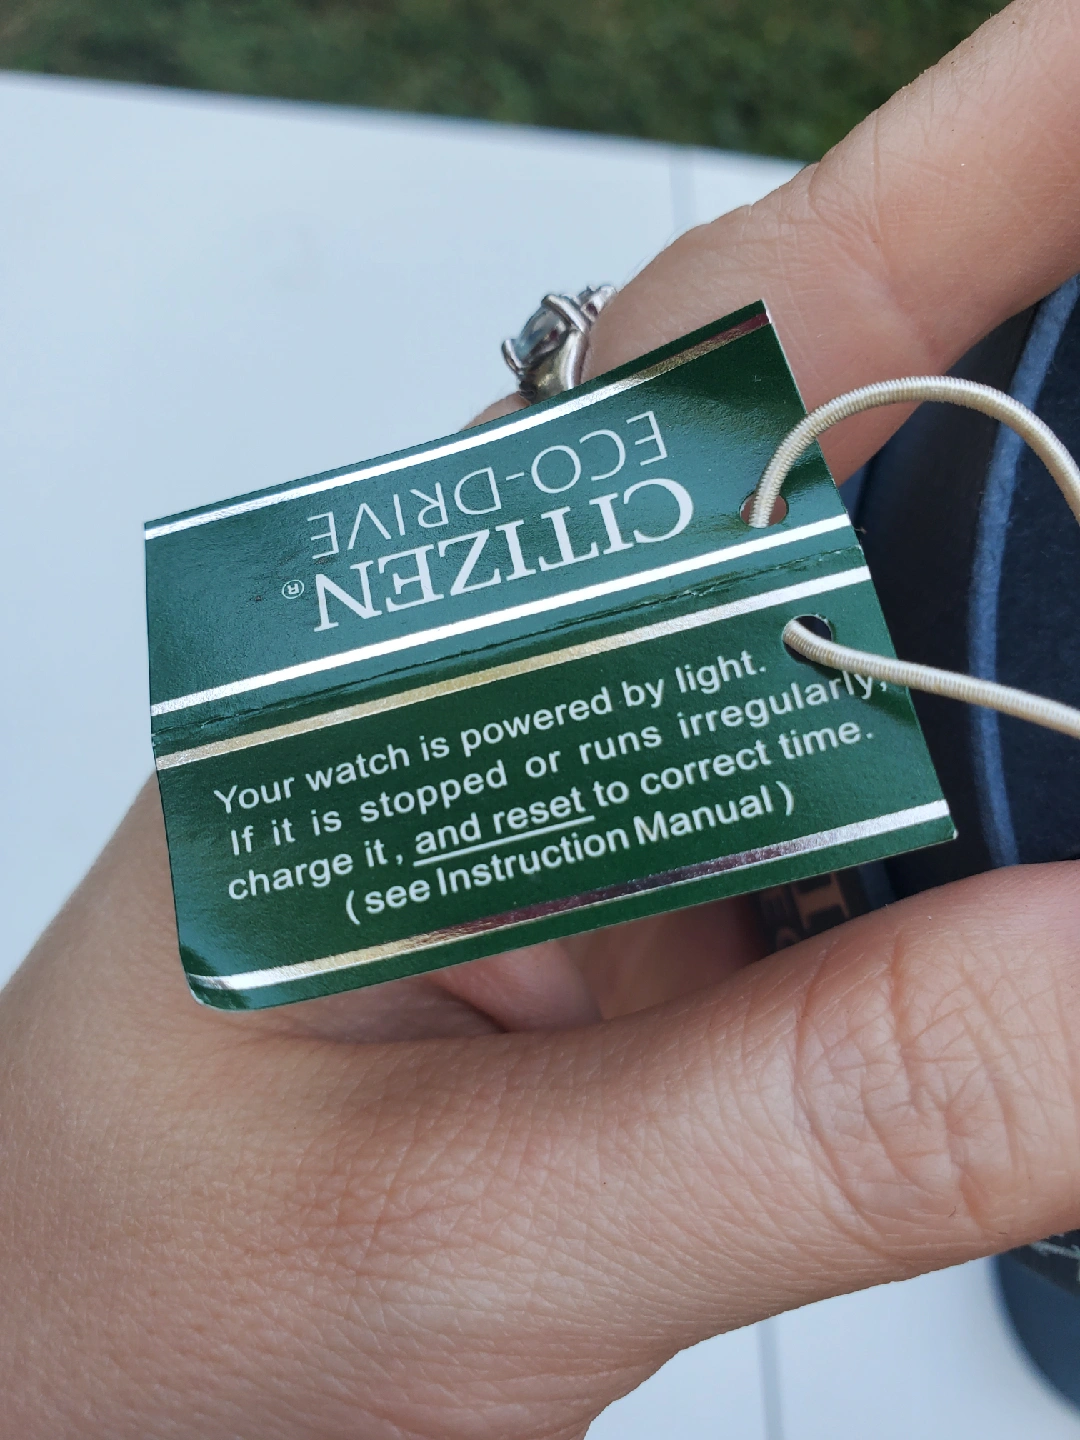 CITIZEN®
ECO-DRIVE
Your watch is powered by light.
If it is stopped or runs irregularly,
charge it, and reset to correct time.
(see Instruction Manual)